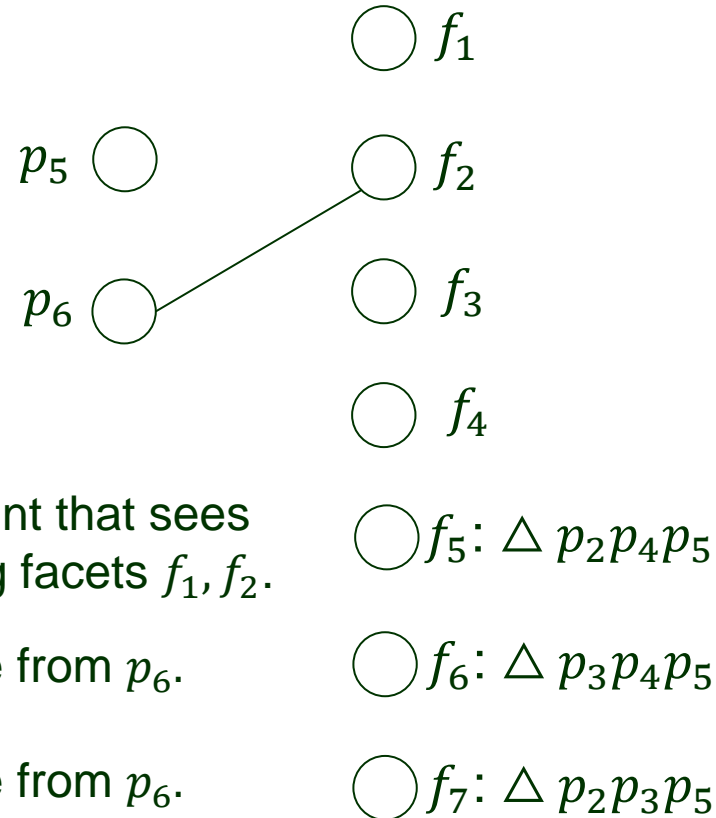 f₁
p₅
f₂
p₆
f₃
f₄
nt that sees
g facets f₁, f₂.
f₅: △ p₂p₄p₅
e from p₆.
f₆: △ p₃p₄p₅
e from p₆.
f₇: △ p₂p₃p₅